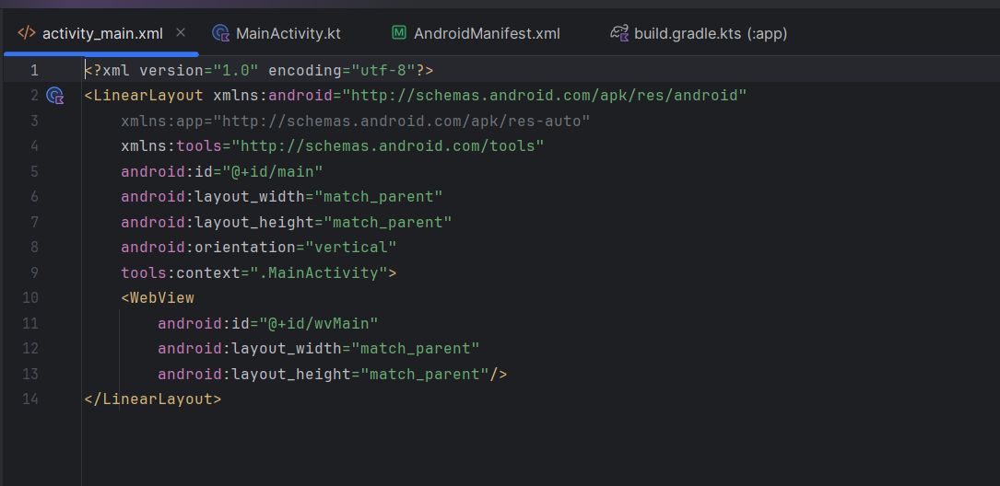 activity_main.xml MainActivity.kt AndroidManifest.xml build.gradle.kts (:app)
1 <?xml version="1.0" encoding="utf-8"?>
2 <LinearLayout xmlns:android="http://schemas.android.com/apk/res/android"
3 xmlns:app="http://schemas.android.com/apk/res-auto"
4 xmlns:tools="http://schemas.android.com/tools"
5 android:id="@+id/main"
6 android:layout_width="match_parent"
7 android:layout_height="match_parent"
8 android:orientation="vertical"
9 tools:context=".MainActivity">
10 <WebView
11 android:id="@+id/wvMain"
12 android:layout_width="match_parent"
13 android:layout_height="match_parent"/>
14 </LinearLayout>